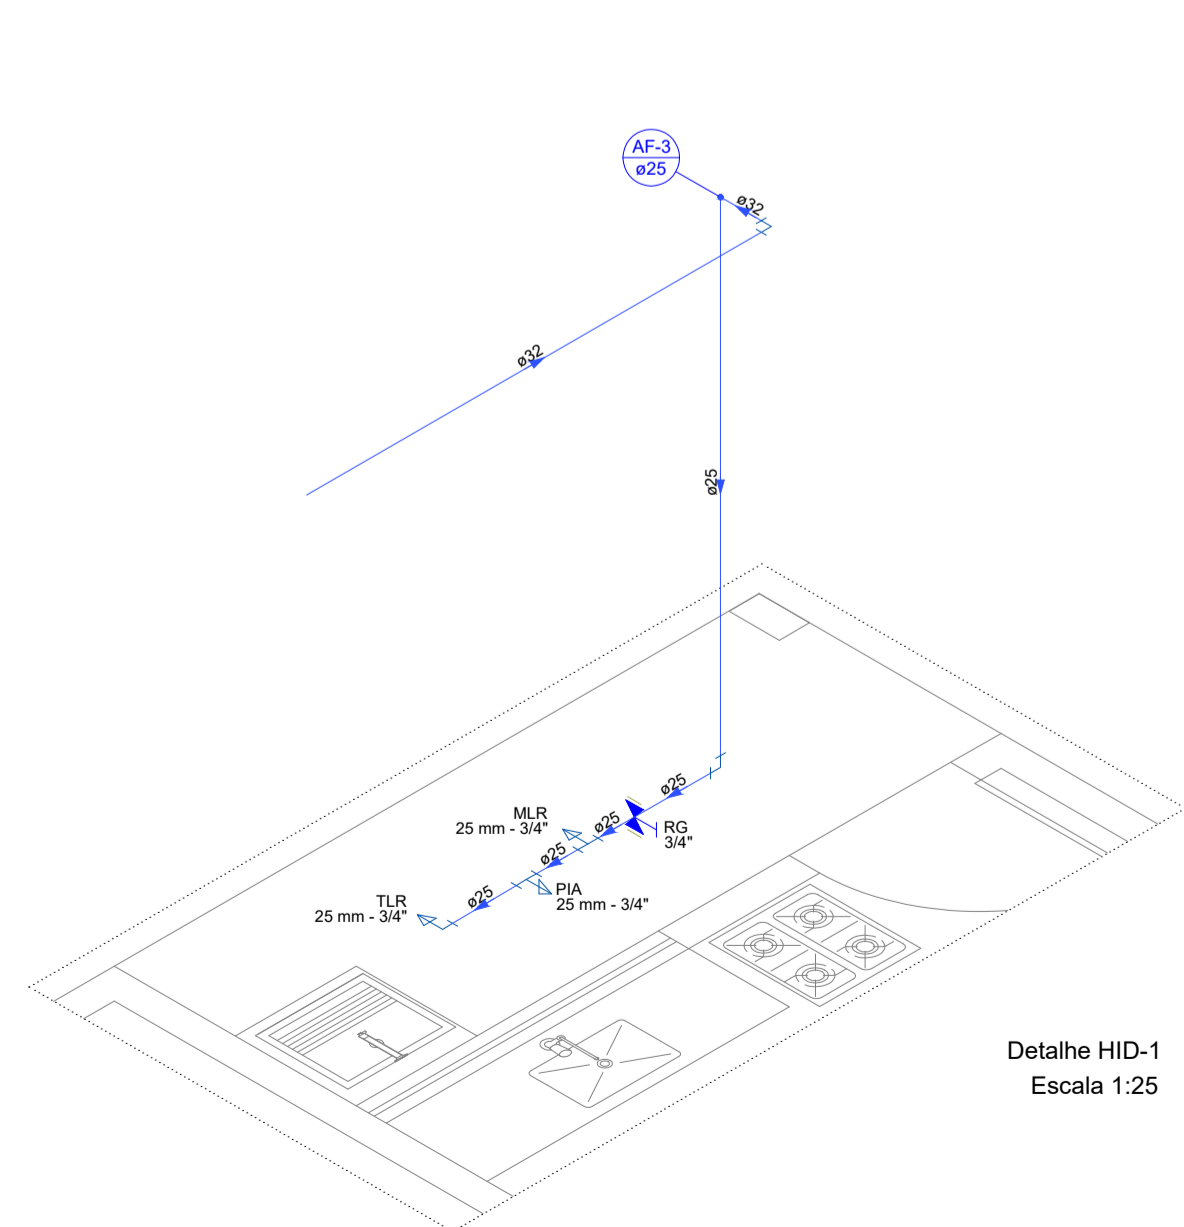 AF-3
ø25
ø32
ø32
ø25
ø25
RG
3/4"
ø25
MLR
25 mm - 3/4"
ø25
PIA
25 mm - 3/4"
ø25
TLR
25 mm - 3/4"
Detalhe HID-1
Escala 1:25